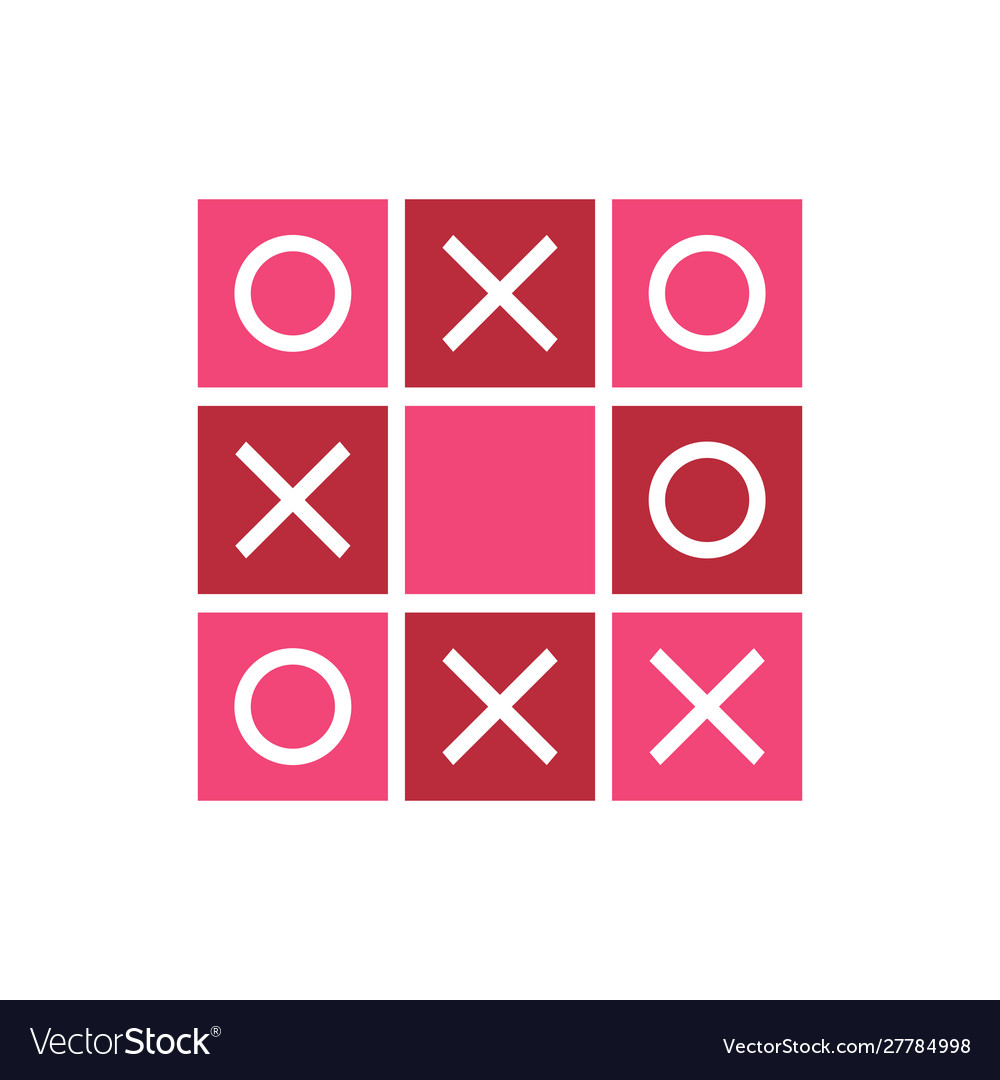 O X O
X O
O X X
VectorStock®
VectorStock.com/27784998